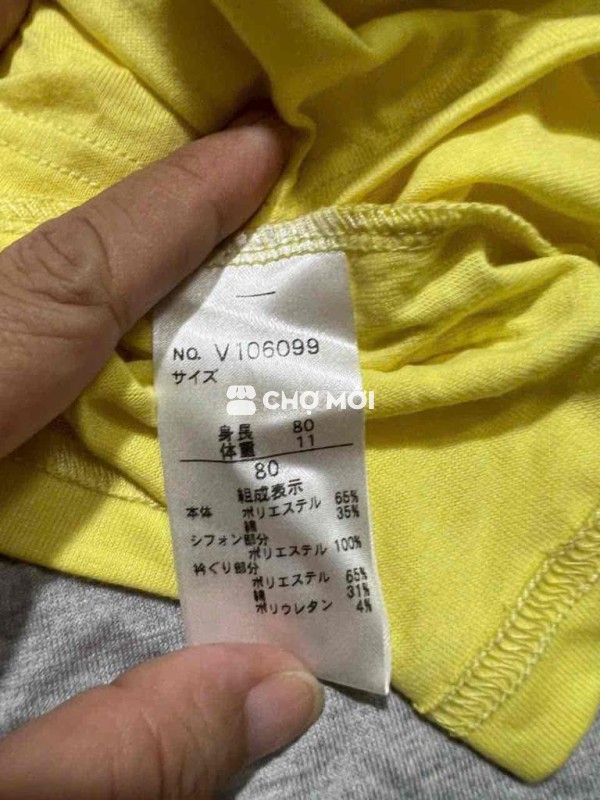 NO. V106099
サイズ
CHỢ MỚI
身長 80
体重 11
80
組成表示
本体 ポリエステル 65%
綿 35%
シフォン部分
ポリエステル 100%
衿ぐり部分
ポリエステル 65%
綿 31%
ポリウレタン 4%